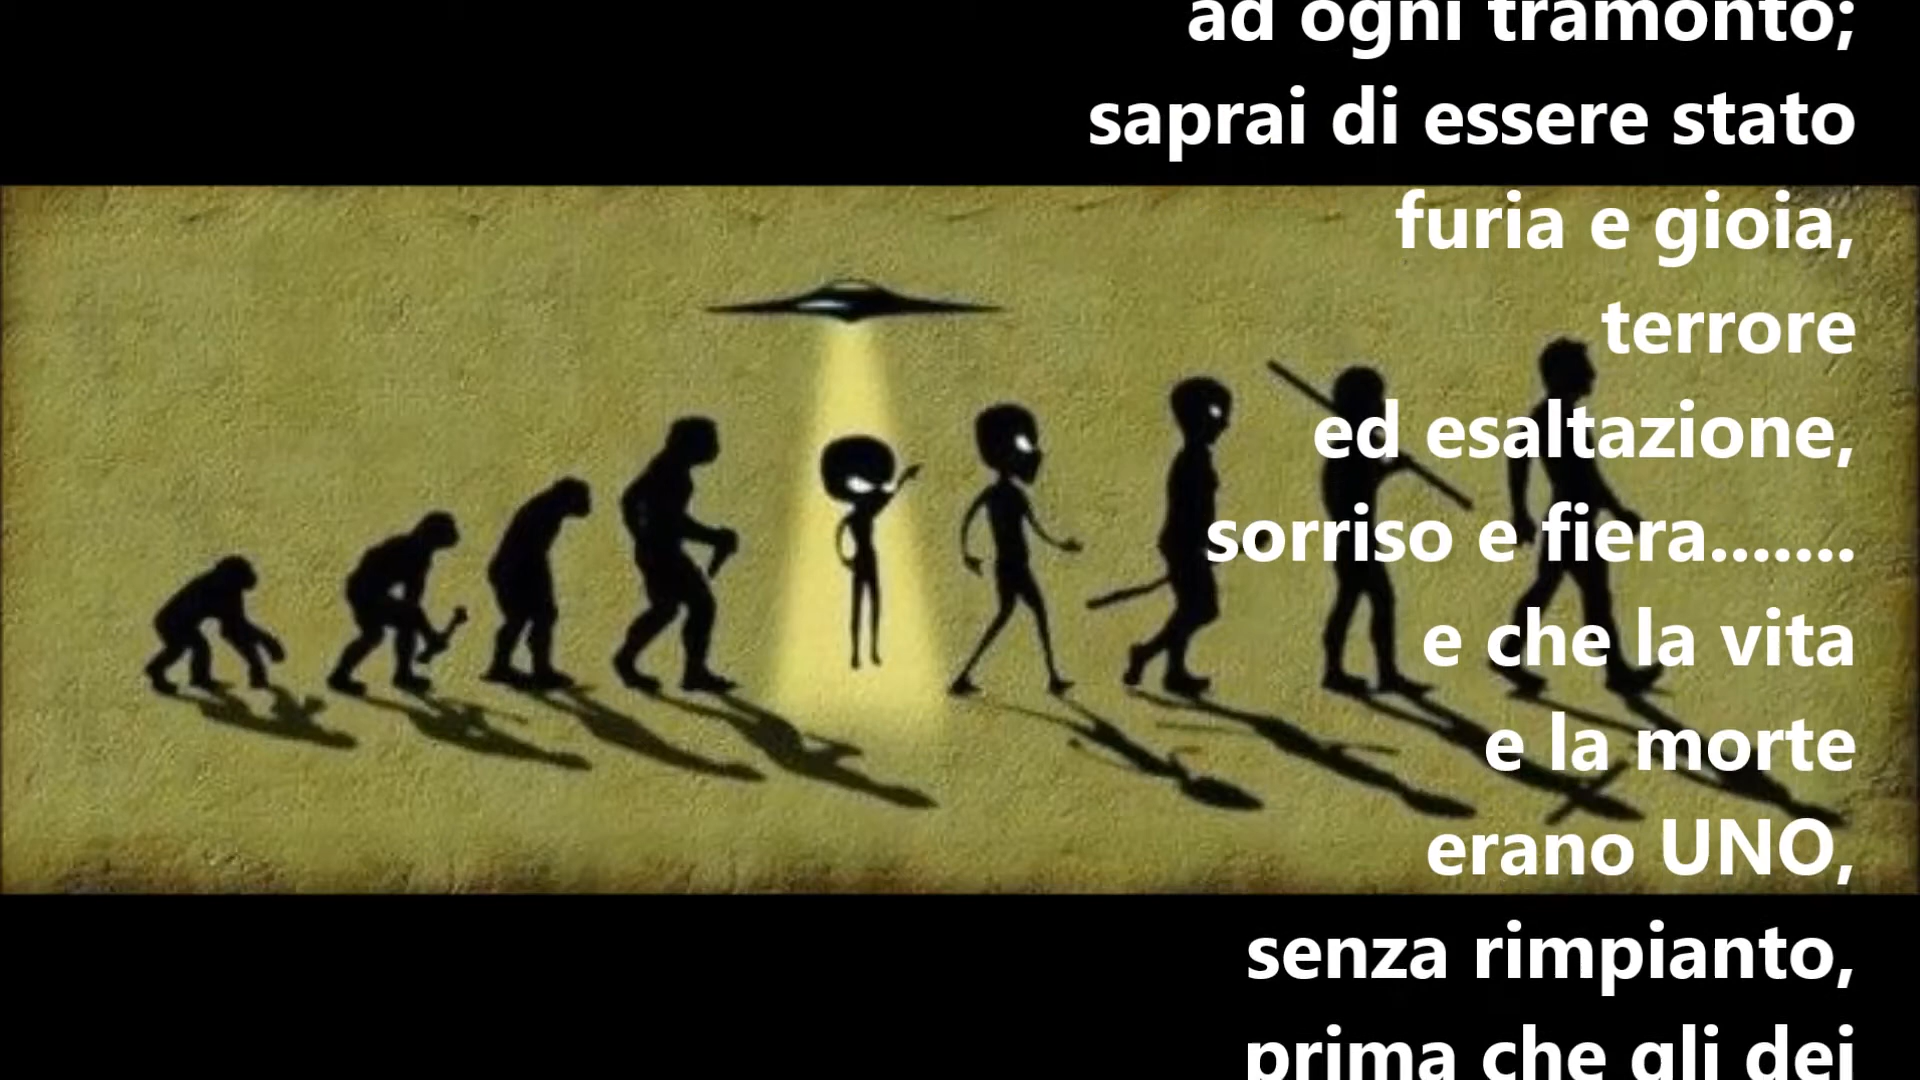 ad ogni tramonto;
saprai di essere stato
furia e gioia,
terrore
ed esaltazione,
sorriso e fiera.......
e che la vita
e la morte
erano UNO,
senza rimpianto,
prima che gli dei